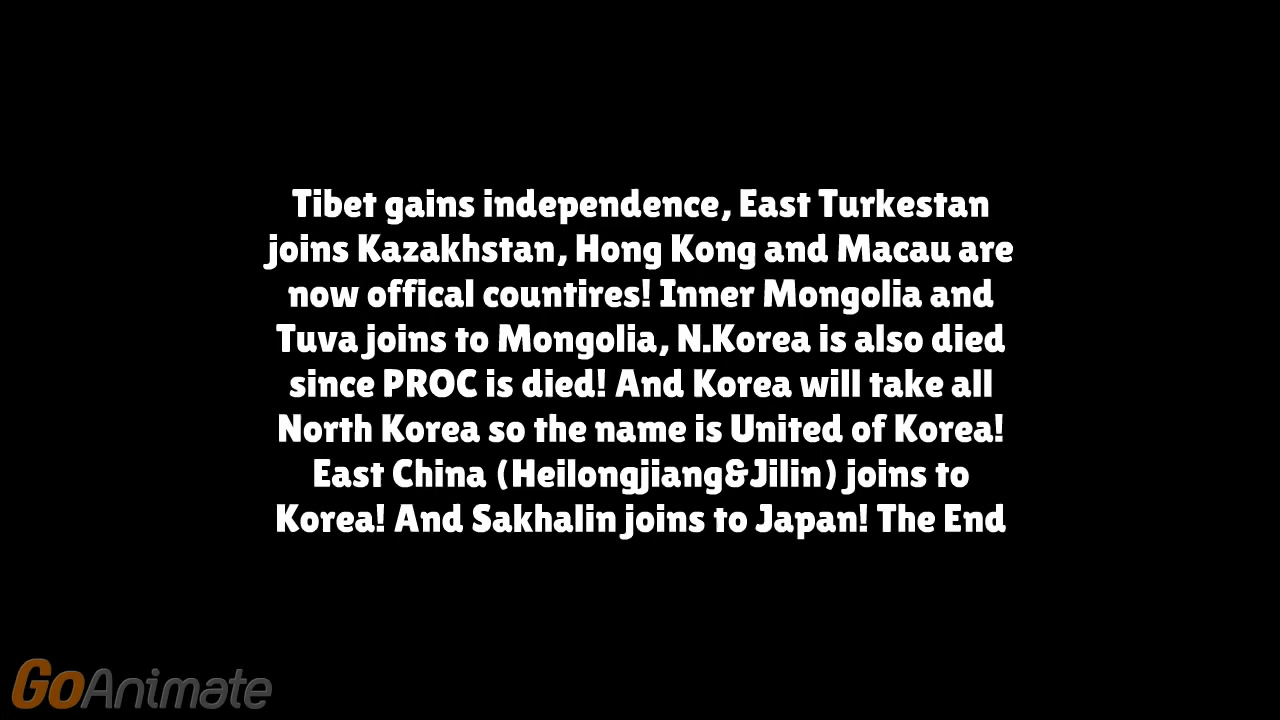 Tibet gains independence, East Turkestan
joins Kazakhstan, Hong Kong and Macau are
now offical countires! Inner Mongolia and
Tuva joins to Mongolia, N.Korea is also died
since PROC is died! And Korea will take all
North Korea so the name is United of Korea!
East China (Heilongjiang&Jilin) joins to
Korea! And Sakhalin joins to Japan! The End
GoAnimate